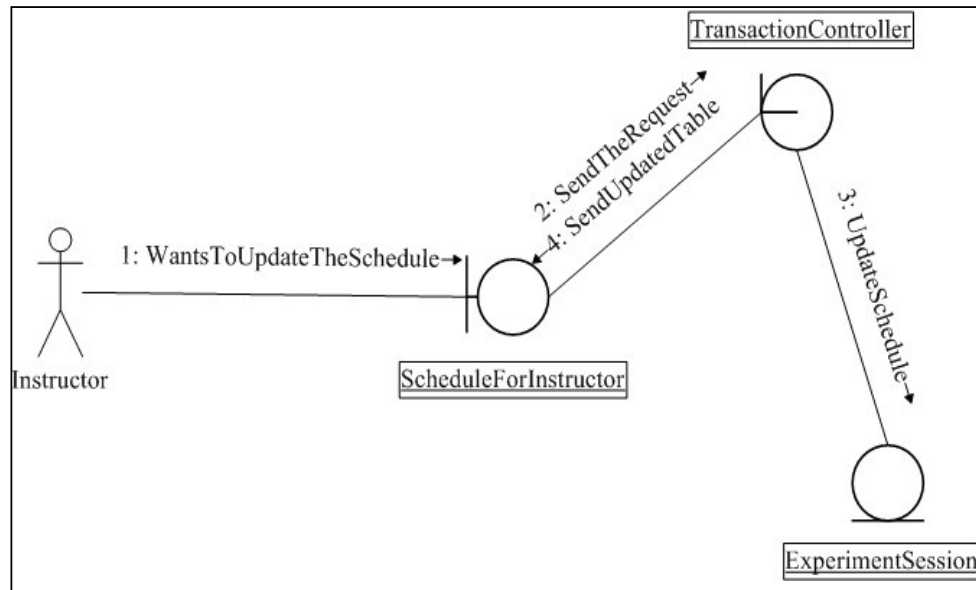 TransactionController
2: SendTheRequest
4: SendUpdatedTable
3: UpdateSchedule
1: WantsToUpdateTheSchedule
Instructor
ScheduleForInstructor
ExperimentSession